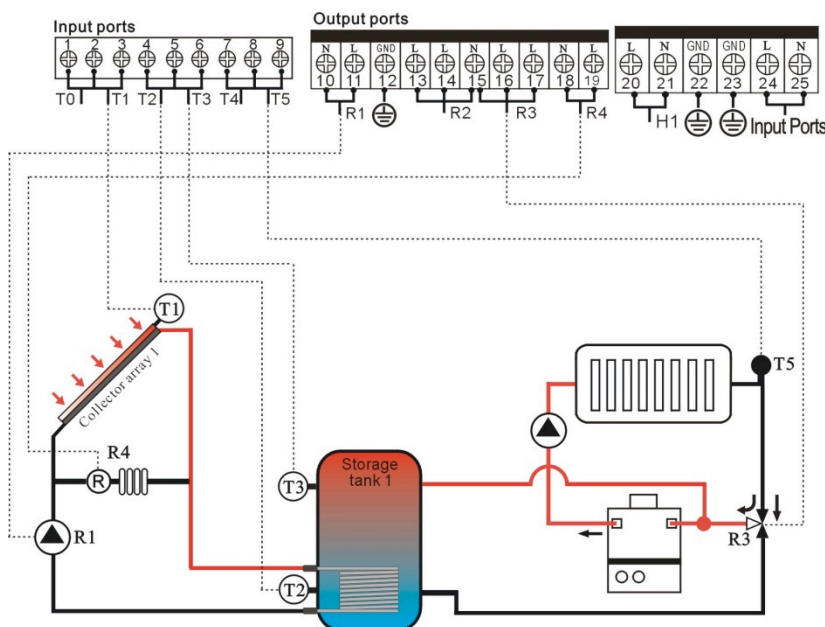 Input ports
1 2 3 4 5 6 7 8 9
T0 T1 T2 T3 T4 T5
Output ports
N L GND L L N L L N L
10 11 12 13 14 15 16 17 18 19
R1 R2 R3 R4
L N GND GND L N
20 21 22 23 24 25
H1 Input Ports
T1
Collector array 1
R4
R
R1
T3
T2
Storage
tank 1
T5
R3